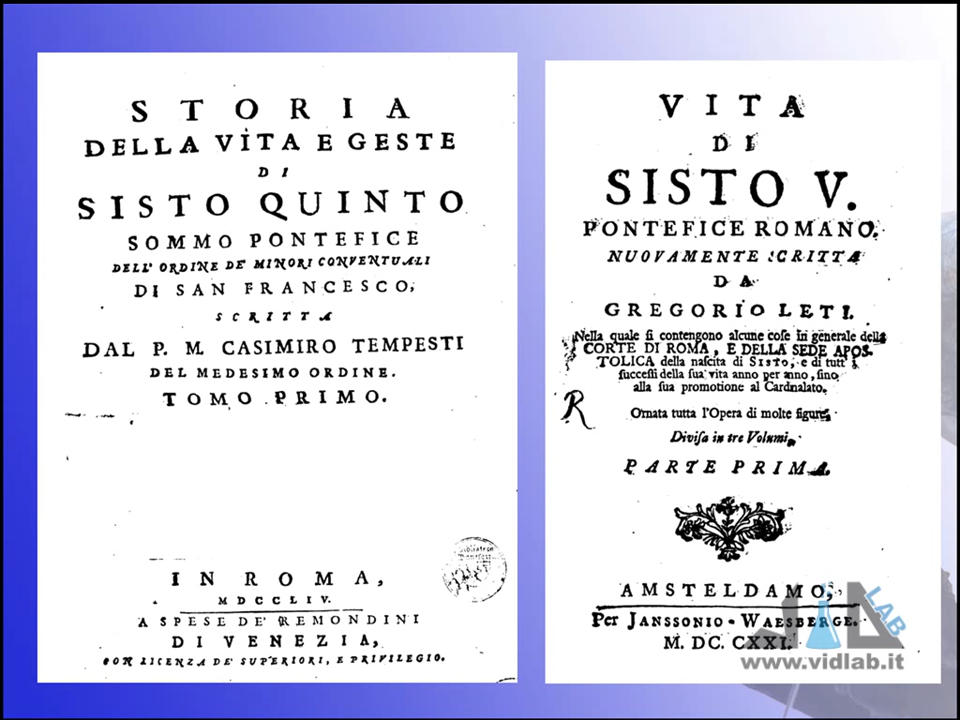 STORIA
DELLA VITA E GESTE
DI
SISTO QUINTO
SOMMO PONTEFICE
DELL' ORDINE DE' MINORI CONVENTUALI
DI SAN FRANCESCO,
SCRITTA
DAL P. M. CASIMIRO TEMPESTI
DEL MEDESIMO ORDINE.
TOMO PRIMO.
IN ROMA,
MDCCLIV.
A SPESE DE' REMONDINI
DI VENEZIA,
CON LICENZA DE' SUPERIORI, E PRIVILEGIO.
VITA
DI
SISTO V.
PONTEFICE ROMANO.
NUOVAMENTE SCRITTA
DA
GREGORIO LETI.
Nella quale si contengono alcune cose in generale della
CORTE DI ROMA, E DELLA SEDE APOS-
TOLICA della nascita di SISTO, e di tutt' i
successi della sua vita anno per anno, sino
alla sua promotione al Cardnalato.
R
Ornata tutta l'Opera di molte figure,
Divisa in tre Volumi,
PARTE PRIMA.
AMSTELDAMO,
Per JANSSONIO-WAESBERGE.
M. DC. CXXI.
LAB
www.vidlab.it